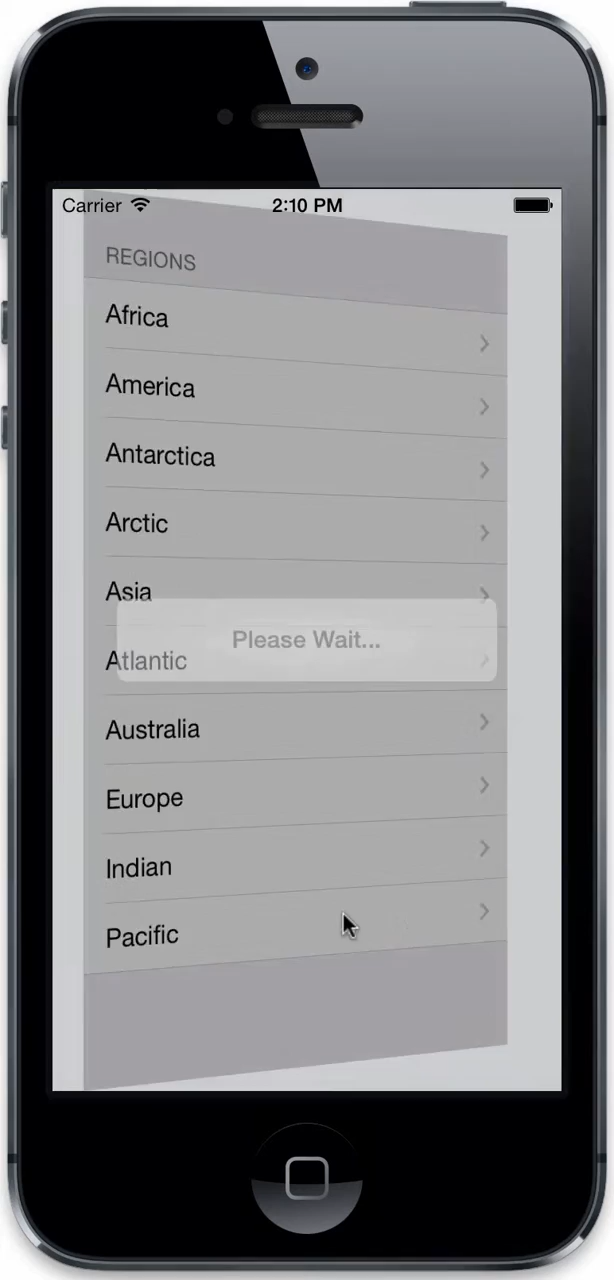 Carrier 2:10 PM
REGIONS
Africa
America
Antarctica
Arctic
Asia
Please Wait...
Atlantic
Australia
Europe
Indian
Pacific